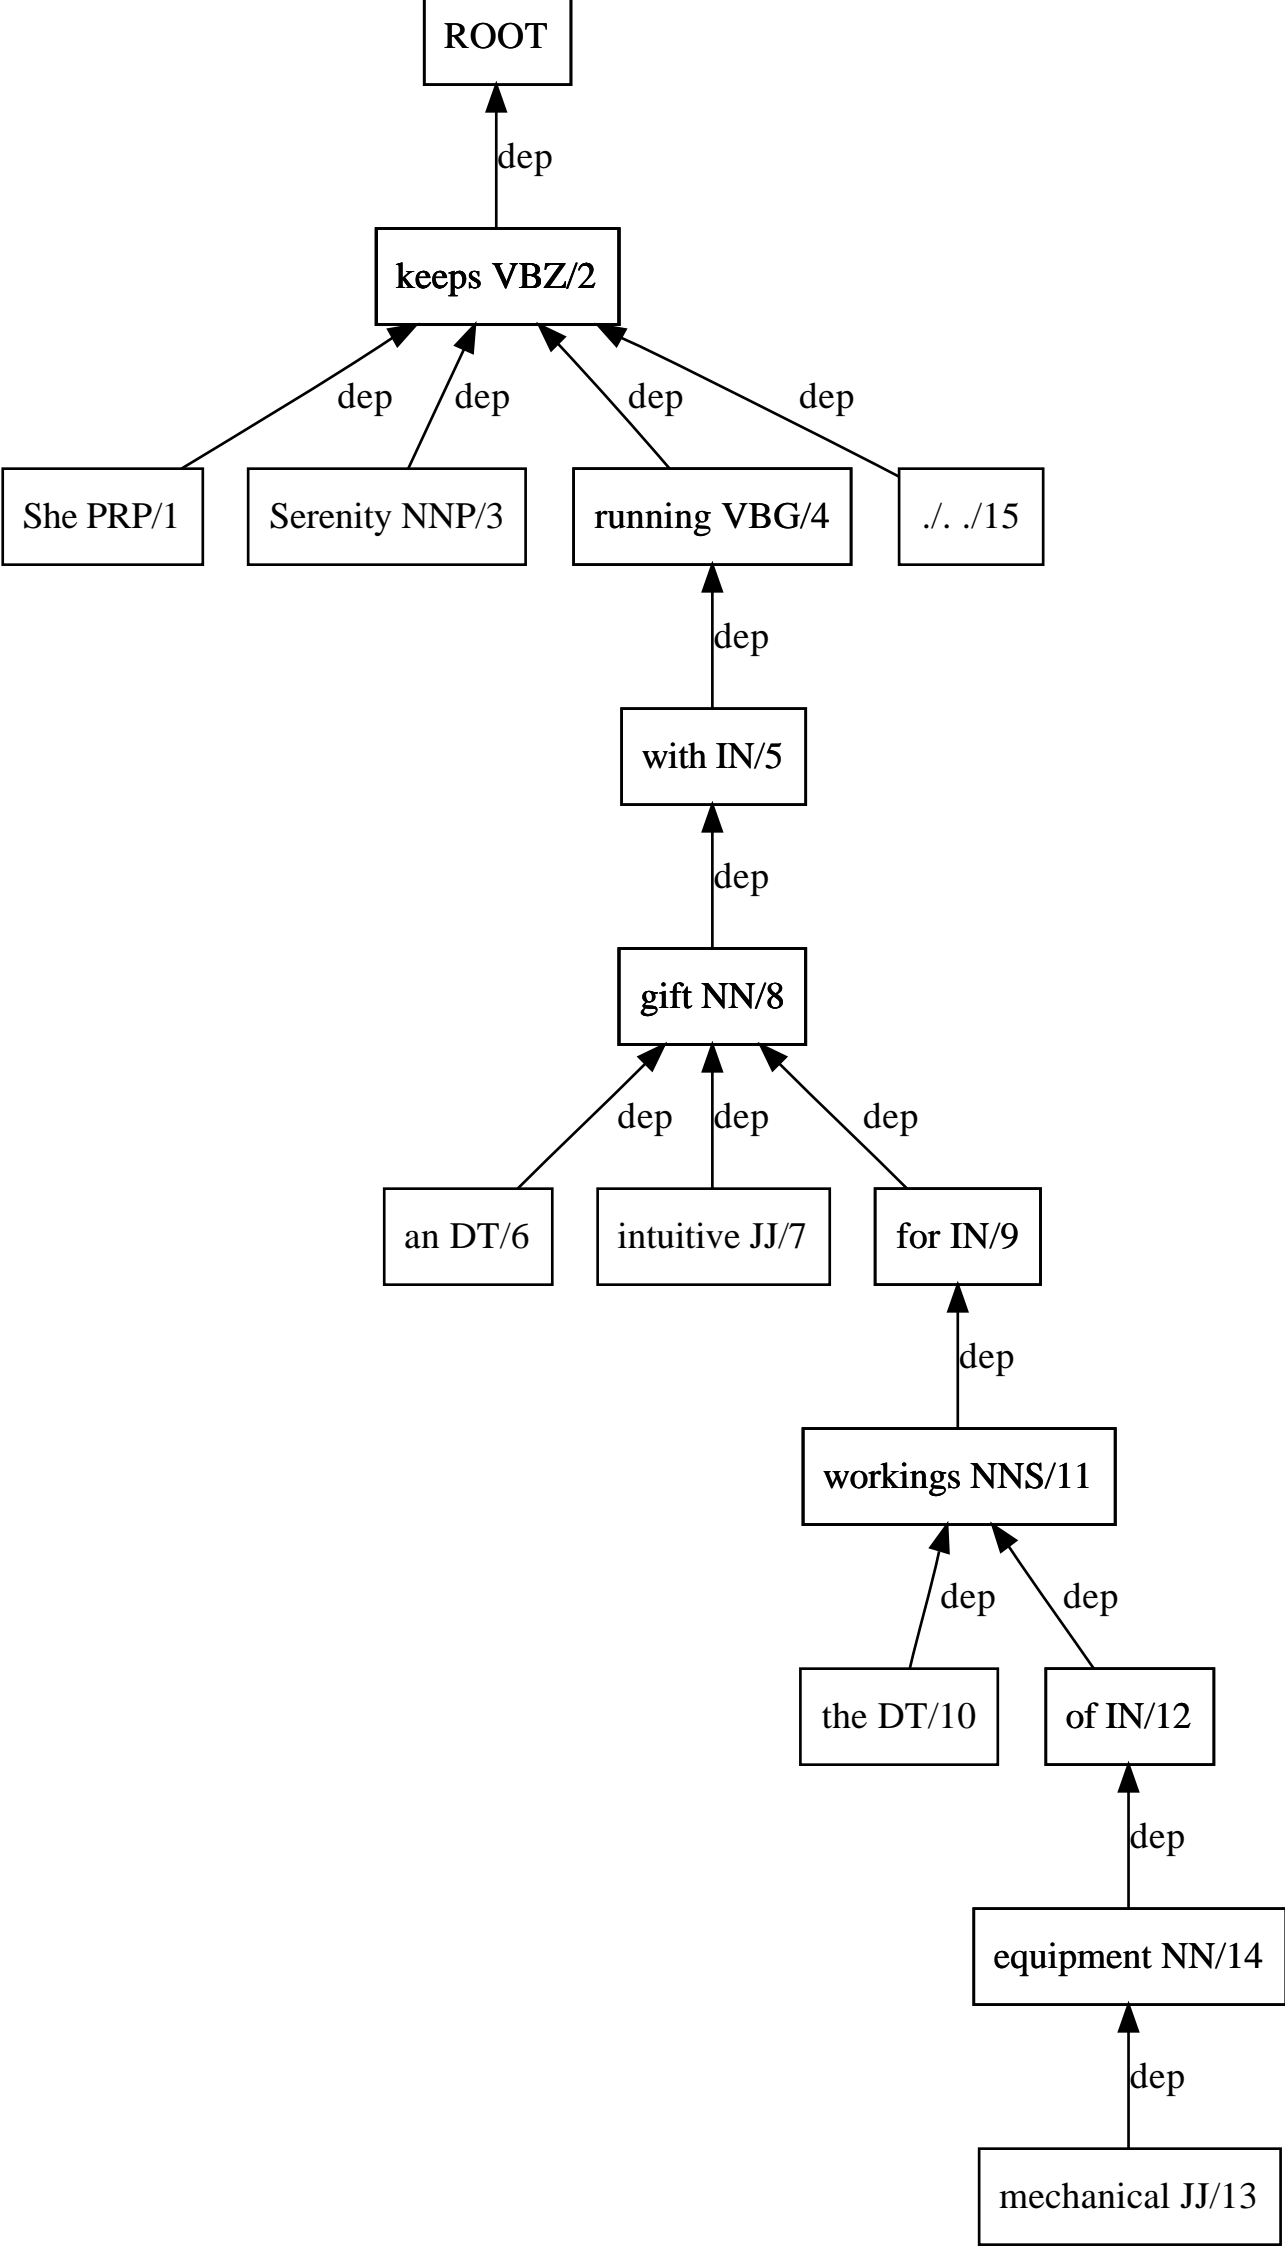 ROOT
dep
keeps VBZ/2
dep dep dep dep
She PRP/1 Serenity NNP/3 running VBG/4 ./. ./15
dep
with IN/5
dep
gift NN/8
dep dep dep
an DT/6 intuitive JJ/7 for IN/9
dep
workings NNS/11
dep dep
the DT/10 of IN/12
dep
equipment NN/14
dep
mechanical JJ/13